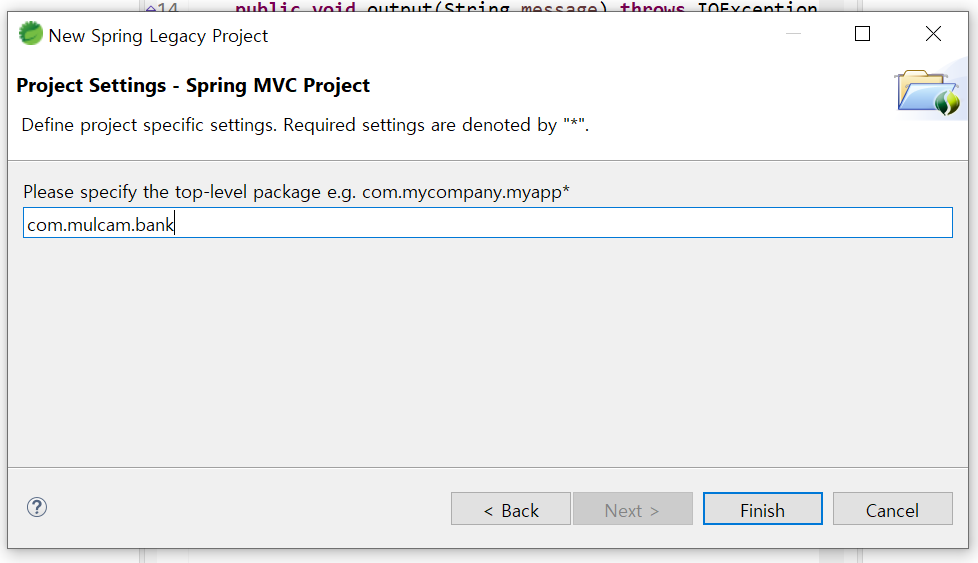 14 public void output(String message) throws IOException
New Spring Legacy Project
Project Settings - Spring MVC Project
Define project specific settings. Required settings are denoted by "*".
Please specify the top-level package e.g. com.mycompany.myapp*
com.mulcam.bank
?
< Back Next > Finish Cancel